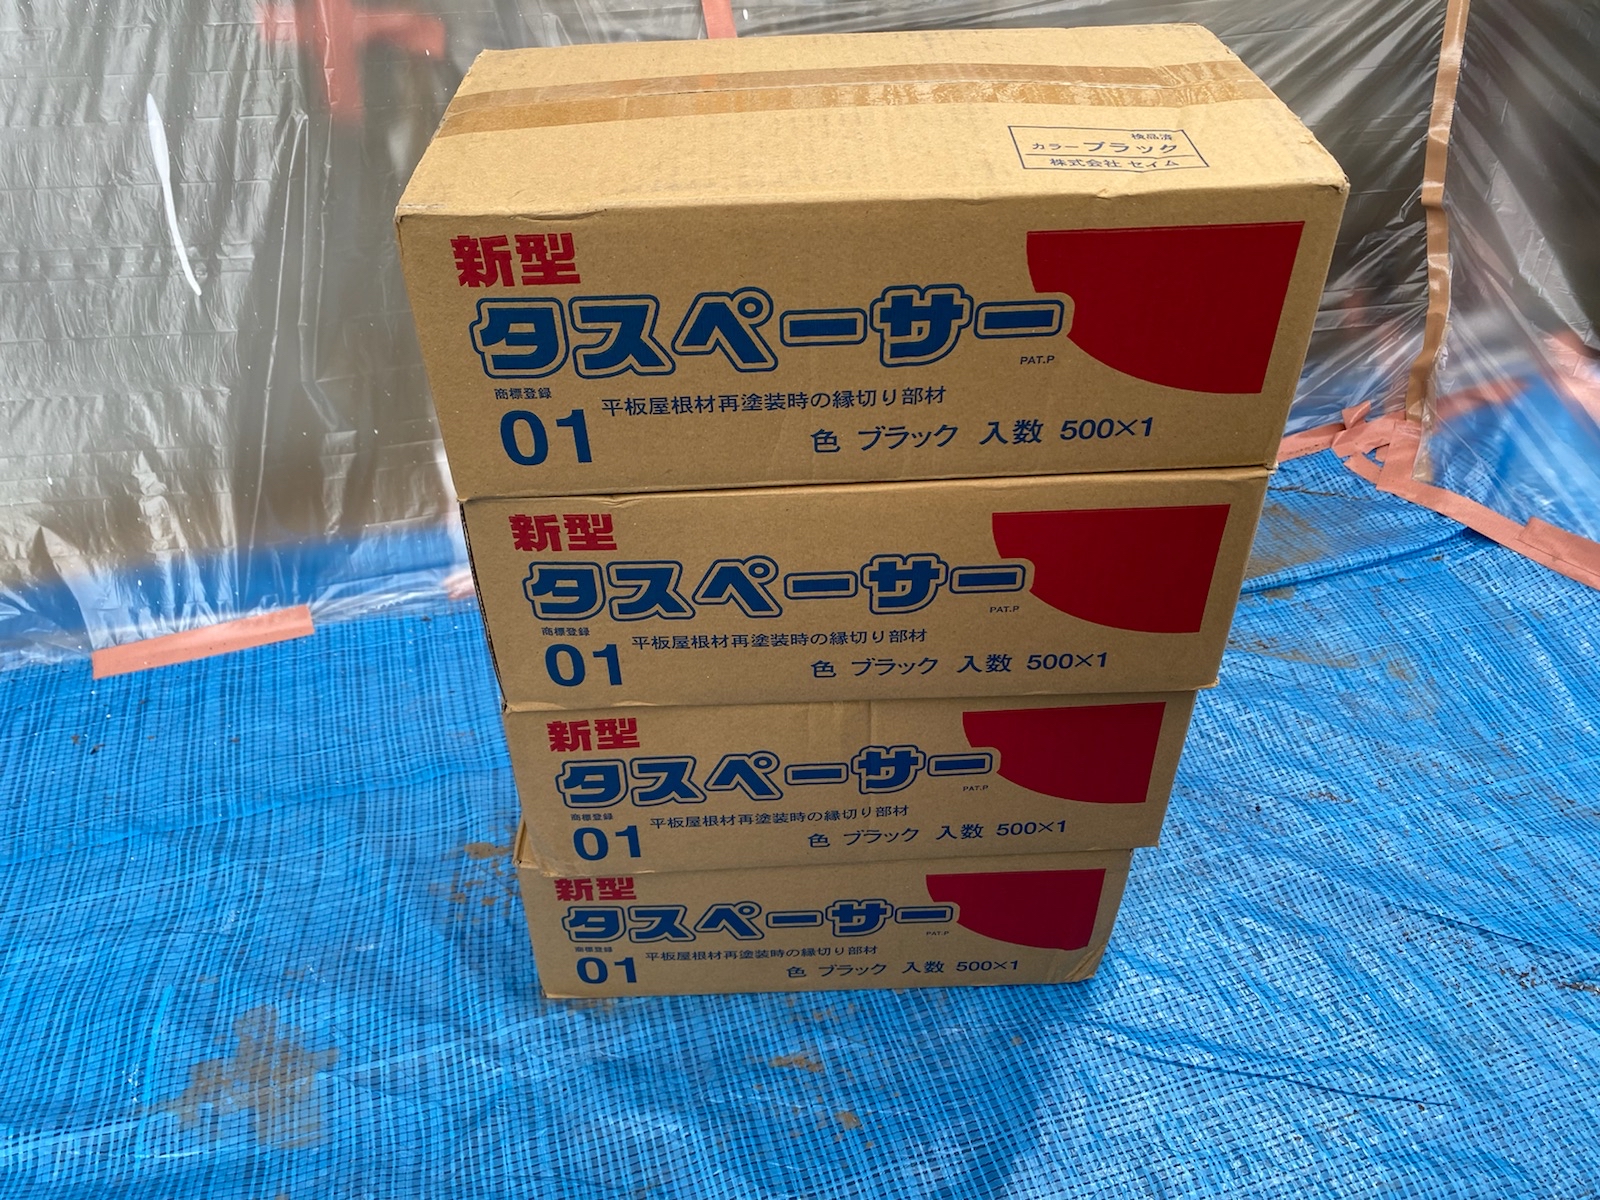 検品済
カラー ブラック
株式会社 セイム
新型
タスペーサー
PAT.P
商標登録
01
平板屋根材再塗装時の縁切り部材
色 ブラック 入数 500×1
新型
タスペーサー
PAT.P
商標登録
01
平板屋根材再塗装時の縁切り部材
色 ブラック 入数 500×1
新型
タスペーサー
PAT.P
商標登録
01
平板屋根材再塗装時の縁切り部材
色 ブラック 入数 500×1
新型
タスペーサー
PAT.P
商標登録
01
平板屋根材再塗装時の縁切り部材
色 ブラック 入数 500×1